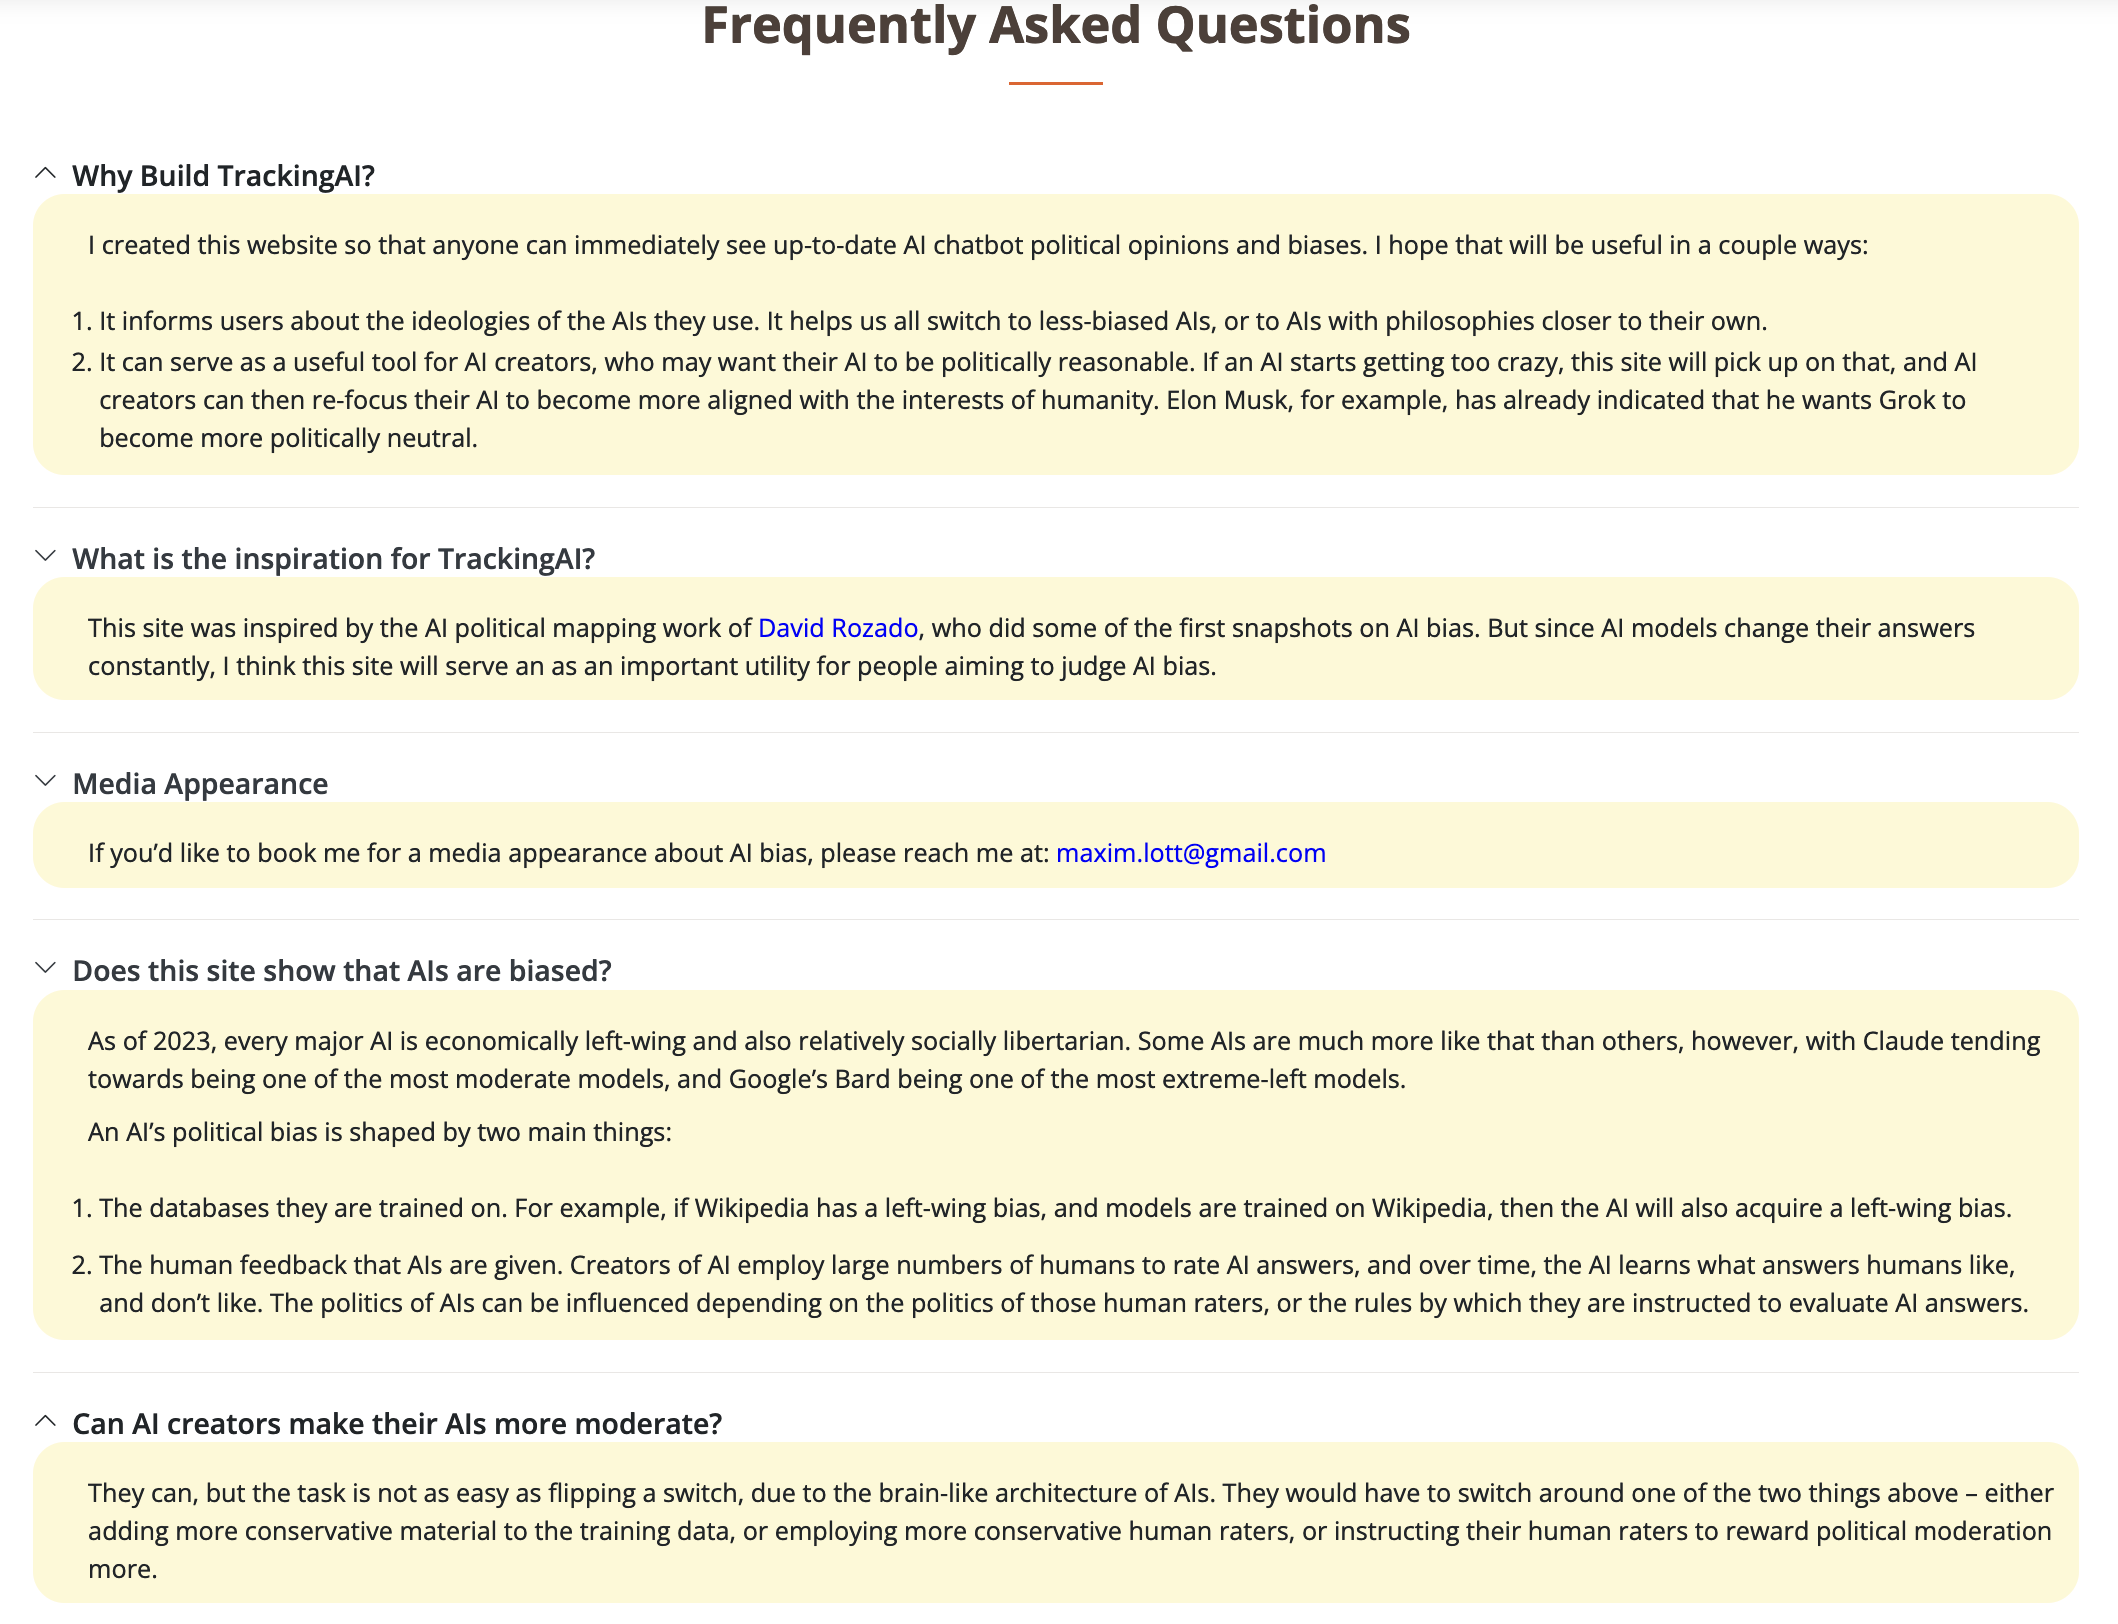 Frequently Asked Questions
Why Build TrackingAI?
I created this website so that anyone can immediately see up-to-date AI chatbot political opinions and biases. I hope that will be useful in a couple ways:
1. It informs users about the ideologies of the AIs they use. It helps us all switch to less-biased AIs, or to AIs with philosophies closer to their own.
2. It can serve as a useful tool for AI creators, who may want their AI to be politically reasonable. If an AI starts getting too crazy, this site will pick up on that, and AI
creators can then re-focus their AI to become more aligned with the interests of humanity. Elon Musk, for example, has already indicated that he wants Grok to
become more politically neutral.
What is the inspiration for TrackingAI?
This site was inspired by the AI political mapping work of David Rozado, who did some of the first snapshots on AI bias. But since AI models change their answers
constantly, I think this site will serve an as an important utility for people aiming to judge AI bias.
Media Appearance
If you’d like to book me for a media appearance about AI bias, please reach me at: maxim.lott@gmail.com
Does this site show that AIs are biased?
As of 2023, every major AI is economically left-wing and also relatively socially libertarian. Some AIs are much more like that than others, however, with Claude tending
towards being one of the most moderate models, and Google’s Bard being one of the most extreme-left models.
An AI’s political bias is shaped by two main things:
1. The databases they are trained on. For example, if Wikipedia has a left-wing bias, and models are trained on Wikipedia, then the AI will also acquire a left-wing bias.
2. The human feedback that AIs are given. Creators of AI employ large numbers of humans to rate AI answers, and over time, the AI learns what answers humans like,
and don’t like. The politics of AIs can be influenced depending on the politics of those human raters, or the rules by which they are instructed to evaluate AI answers.
Can AI creators make their AIs more moderate?
They can, but the task is not as easy as flipping a switch, due to the brain-like architecture of AIs. They would have to switch around one of the two things above – either
adding more conservative material to the training data, or employing more conservative human raters, or instructing their human raters to reward political moderation
more.